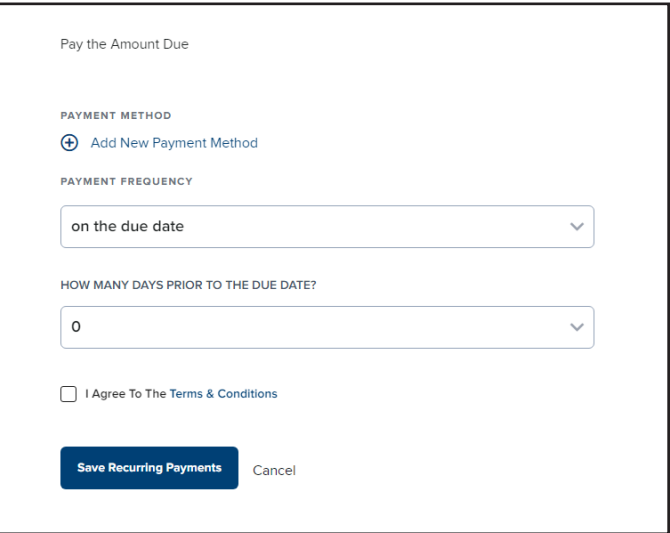 Pay the Amount Due
PAYMENT METHOD
Add New Payment Method
PAYMENT FREQUENCY
on the due date
HOW MANY DAYS PRIOR TO THE DUE DATE?
0
I Agree To The Terms & Conditions
Save Recurring Payments Cancel